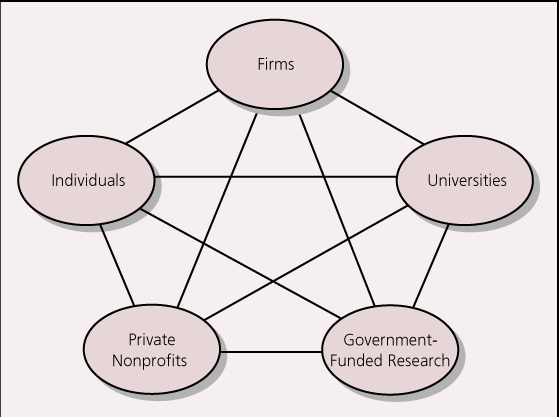 Firms
Individuals
Universities
Private
Nonprofits
Government-
Funded Research